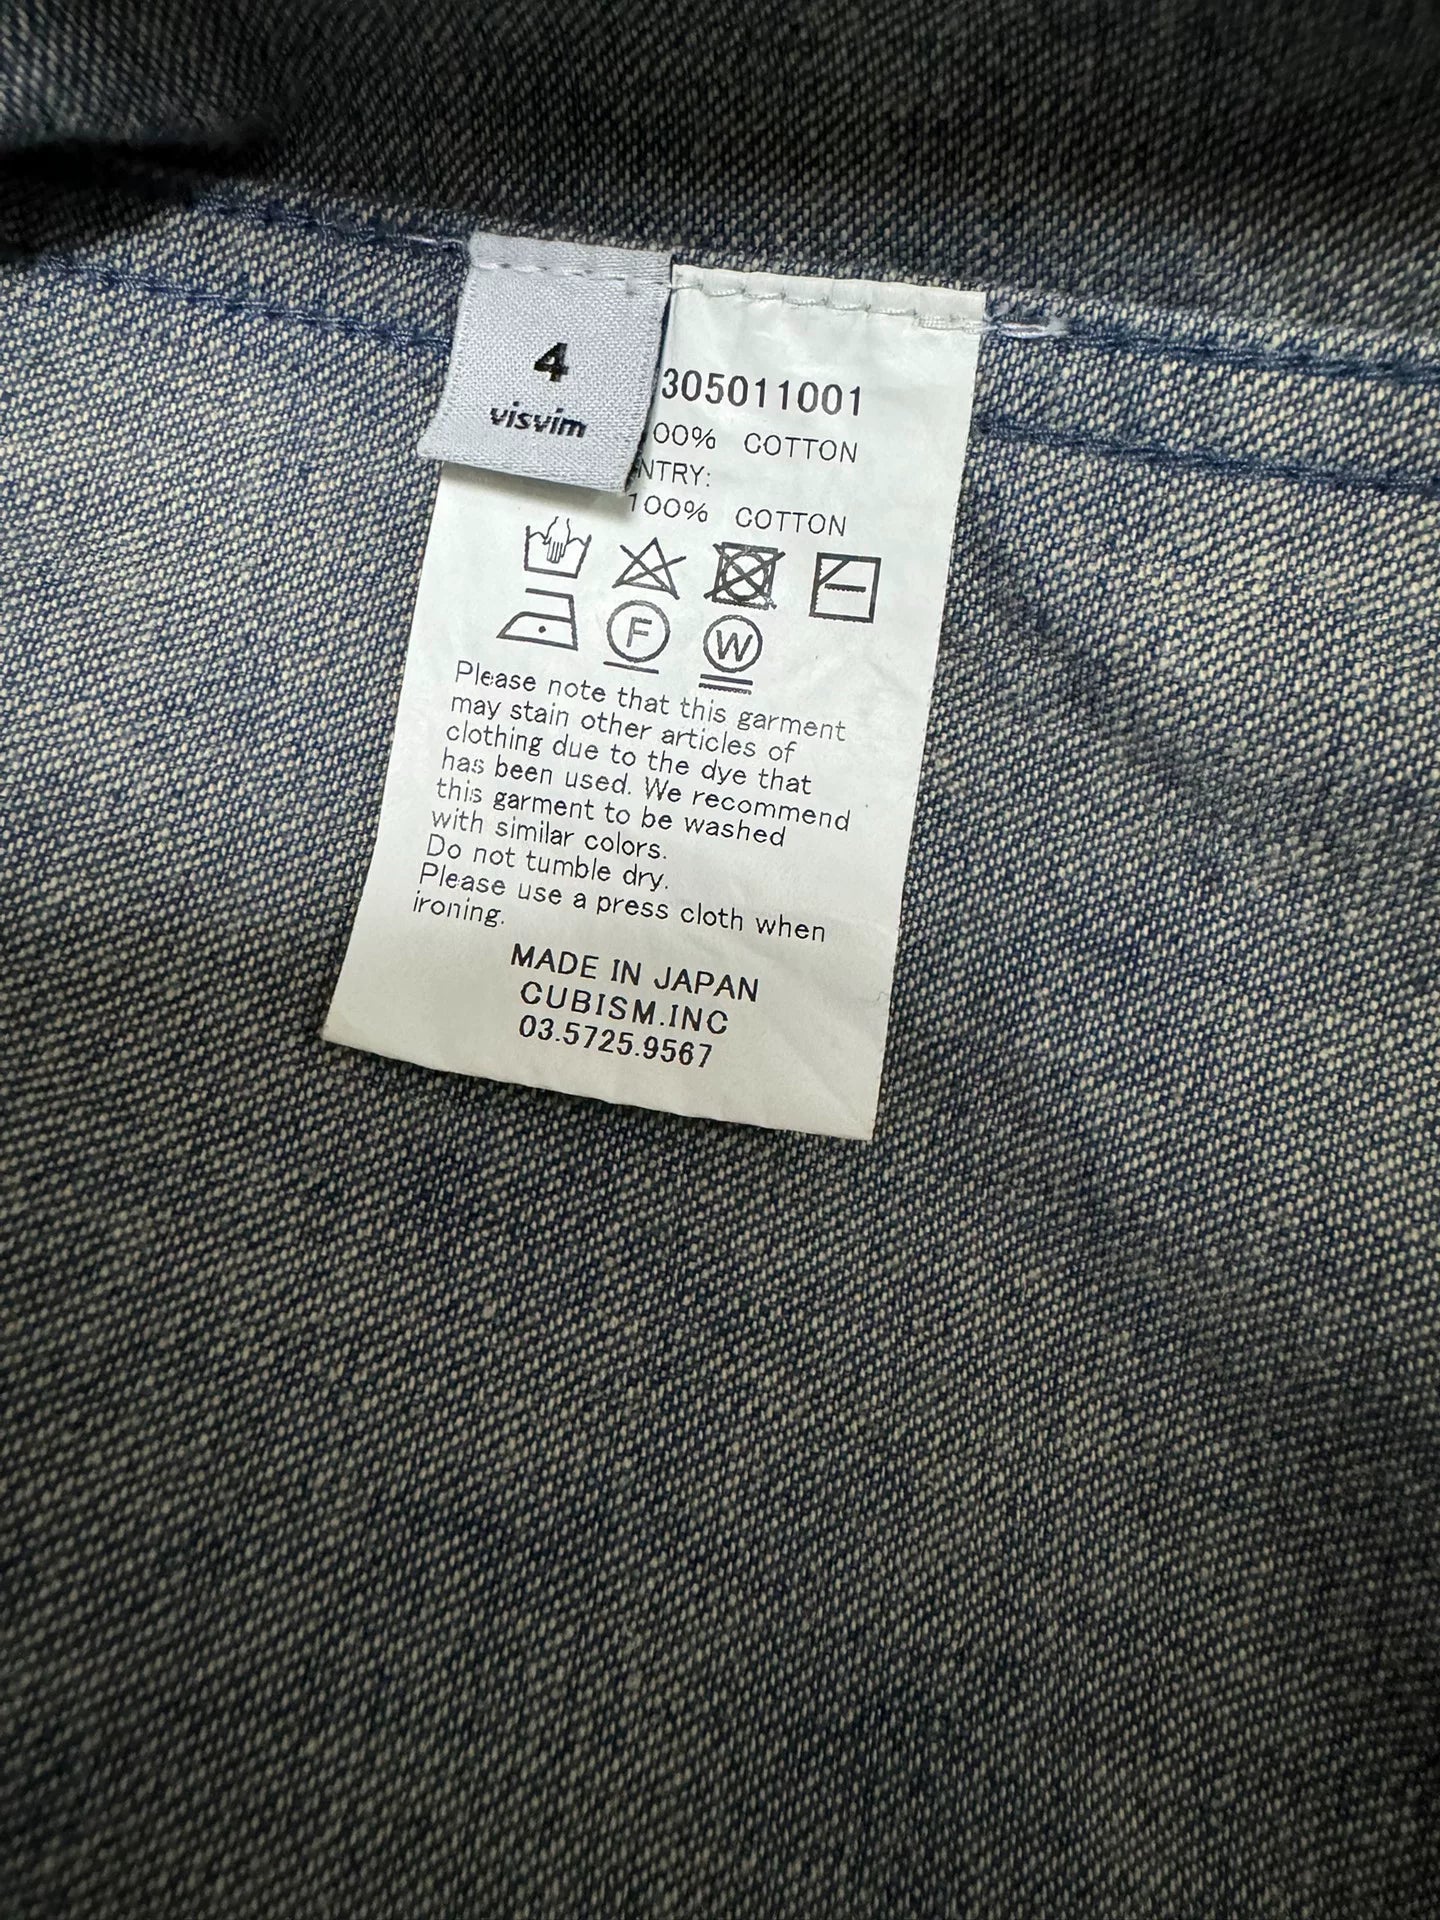 4
visvim
305011001
00% COTTON
NTRY:
100% COTTON
F
W
Please note that this garment
may stain other articles of
clothing due to the dye that
has been used. We recommend
this garment to be washed
with similar colors.
Do not tumble dry.
Please use a press cloth when
ironing.
MADE IN JAPAN
CUBISM.INC
03.5725.9567